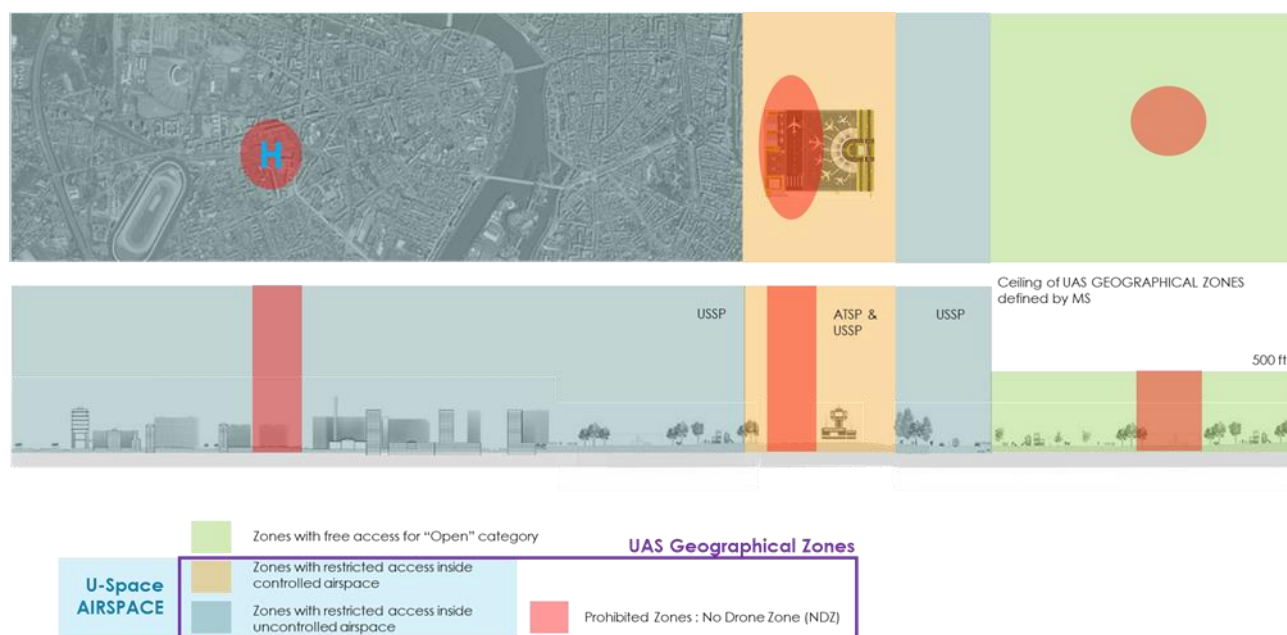 H
Ceiling of UAS GEOGRAPHICAL ZONES
defined by MS
USSP
ATSP &
USSP
USSP
500 ft
Zones with free access for “Open” category
UAS Geographical Zones
U-Space
AIRSPACE
Zones with restricted access inside
controlled airspace
Zones with restricted access inside
uncontrolled airspace
Prohibited Zones : No Drone Zone (NDZ)